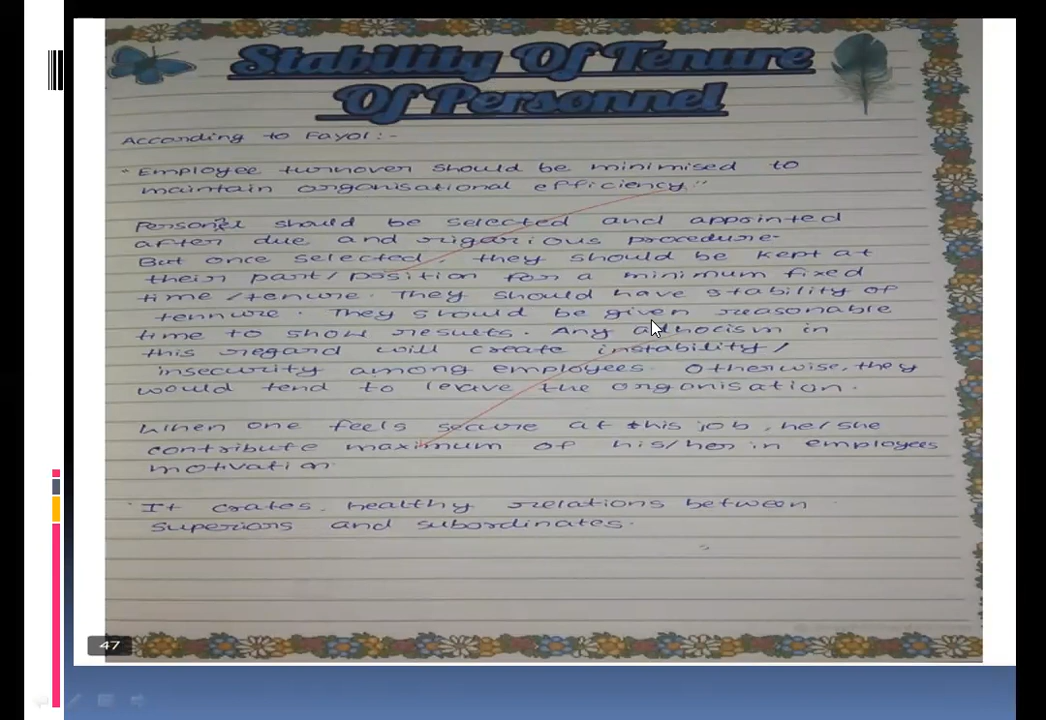 Stability Of Tenure
Of Personnel
According to Fayol:-
"Employee turnover should be minimised to
maintain organisational efficiency"
should be selected and appointed
after due and rigarious procedure-
But once selected, they should be kept at
their part/position for a minimum fixed
time/tenure. They should have stability of
tennure. They should be given reasonable
time to show results. Any adhocism in
this regard will create instability/
insecurity among employees. Otherwise, they
would tend to leave the organisation.
When one feels secure at this job, he/she
contribute maximum of his/her in employees
motivation
It crates healthy relations between
superiors and subordinates.
47